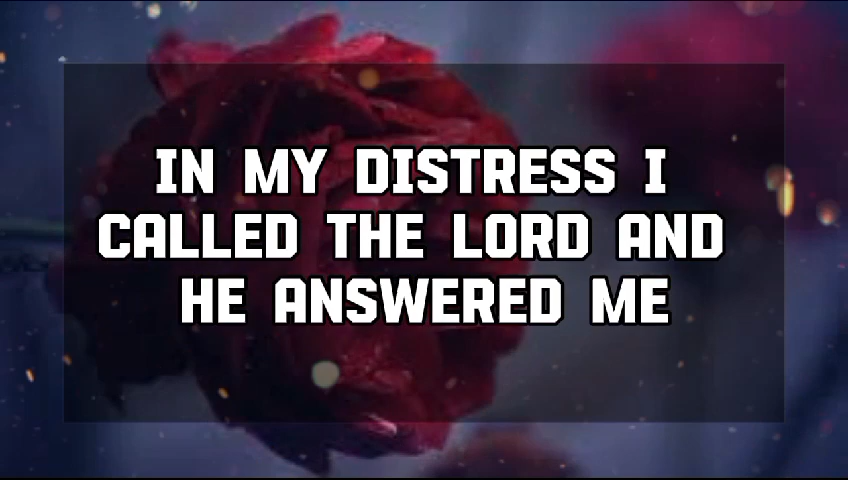 IN MY DISTRESS I
CALLED THE LORD AND
HE ANSWERED ME